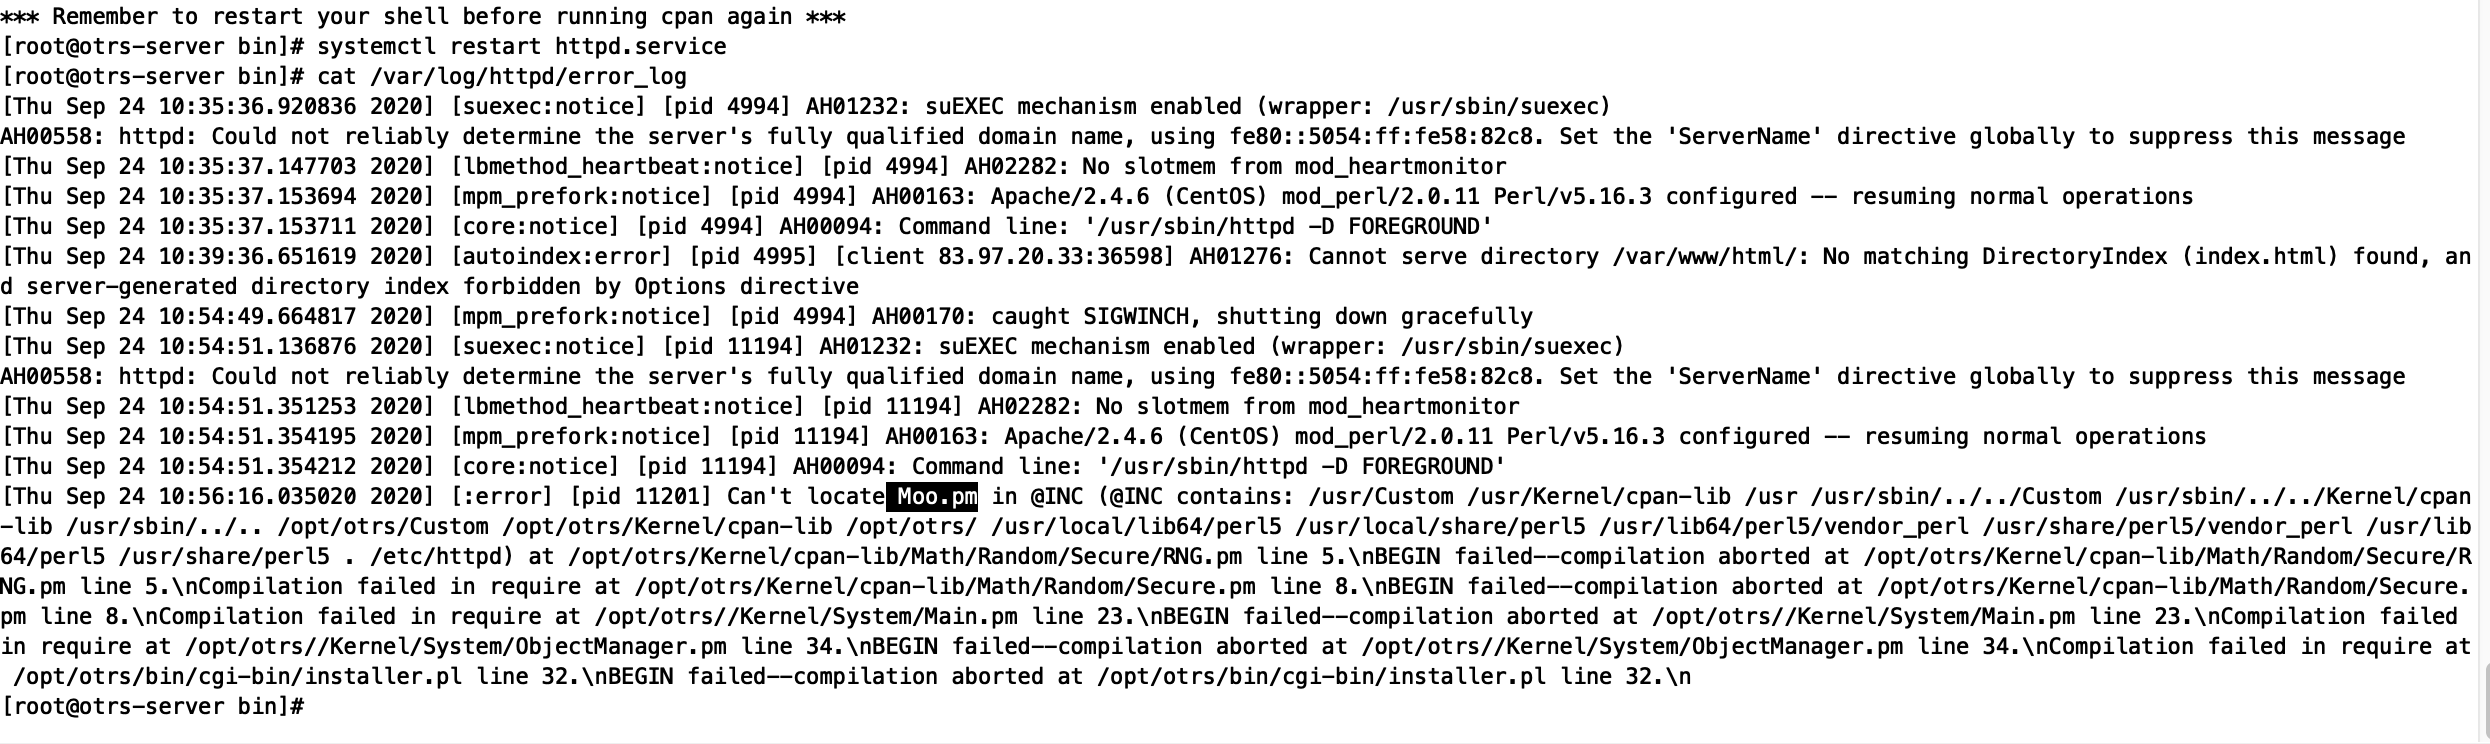 *** Remember to restart your shell before running cpan again ***
[root@otrs-server bin]# systemctl restart httpd.service
[root@otrs-server bin]# cat /var/log/httpd/error_log
[Thu Sep 24 10:35:36.920836 2020] [suexec:notice] [pid 4994] AH01232: suEXEC mechanism enabled (wrapper: /usr/sbin/suexec)
AH00558: httpd: Could not reliably determine the server's fully qualified domain name, using fe80::5054:ff:fe58:82c8. Set the 'ServerName' directive globally to suppress this message
[Thu Sep 24 10:35:37.147703 2020] [lbmethod_heartbeat:notice] [pid 4994] AH02282: No slotmem from mod_heartmonitor
[Thu Sep 24 10:35:37.153694 2020] [mpm_prefork:notice] [pid 4994] AH00163: Apache/2.4.6 (CentOS) mod_perl/2.0.11 Perl/v5.16.3 configured -- resuming normal operations
[Thu Sep 24 10:35:37.153711 2020] [core:notice] [pid 4994] AH00094: Command line: '/usr/sbin/httpd -D FOREGROUND'
[Thu Sep 24 10:39:36.651619 2020] [autoindex:error] [pid 4995] [client 83.97.20.33:36598] AH01276: Cannot serve directory /var/www/html/: No matching DirectoryIndex (index.html) found, an
d server-generated directory index forbidden by Options directive
[Thu Sep 24 10:54:49.664817 2020] [mpm_prefork:notice] [pid 4994] AH00170: caught SIGWINCH, shutting down gracefully
[Thu Sep 24 10:54:51.136876 2020] [suexec:notice] [pid 11194] AH01232: suEXEC mechanism enabled (wrapper: /usr/sbin/suexec)
AH00558: httpd: Could not reliably determine the server's fully qualified domain name, using fe80::5054:ff:fe58:82c8. Set the 'ServerName' directive globally to suppress this message
[Thu Sep 24 10:54:51.351253 2020] [lbmethod_heartbeat:notice] [pid 11194] AH02282: No slotmem from mod_heartmonitor
[Thu Sep 24 10:54:51.354195 2020] [mpm_prefork:notice] [pid 11194] AH00163: Apache/2.4.6 (CentOS) mod_perl/2.0.11 Perl/v5.16.3 configured -- resuming normal operations
[Thu Sep 24 10:54:51.354212 2020] [core:notice] [pid 11194] AH00094: Command line: '/usr/sbin/httpd -D FOREGROUND'
[Thu Sep 24 10:56:16.035020 2020] [:error] [pid 11201] Can't locate Moo.pm in @INC (@INC contains: /usr/Custom /usr/Kernel/cpan-lib /usr /usr/sbin/../../Custom /usr/sbin/../../Kernel/cpan
-lib /usr/sbin/../.. /opt/otrs/Custom /opt/otrs/Kernel/cpan-lib /opt/otrs/ /usr/local/lib64/perl5 /usr/local/share/perl5 /usr/lib64/perl5/vendor_perl /usr/share/perl5/vendor_perl /usr/lib
64/perl5 /usr/share/perl5 . /etc/httpd) at /opt/otrs/Kernel/cpan-lib/Math/Random/Secure/RNG.pm line 5.\nBEGIN failed--compilation aborted at /opt/otrs/Kernel/cpan-lib/Math/Random/Secure/R
NG.pm line 5.\nCompilation failed in require at /opt/otrs/Kernel/cpan-lib/Math/Random/Secure.pm line 8.\nBEGIN failed--compilation aborted at /opt/otrs/Kernel/cpan-lib/Math/Random/Secure.
pm line 8.\nCompilation failed in require at /opt/otrs//Kernel/System/Main.pm line 23.\nBEGIN failed--compilation aborted at /opt/otrs//Kernel/System/Main.pm line 23.\nCompilation failed
in require at /opt/otrs//Kernel/System/ObjectManager.pm line 34.\nBEGIN failed--compilation aborted at /opt/otrs//Kernel/System/ObjectManager.pm line 34.\nCompilation failed in require at
 /opt/otrs/bin/cgi-bin/installer.pl line 32.\nBEGIN failed--compilation aborted at /opt/otrs/bin/cgi-bin/installer.pl line 32.\n
[root@otrs-server bin]#